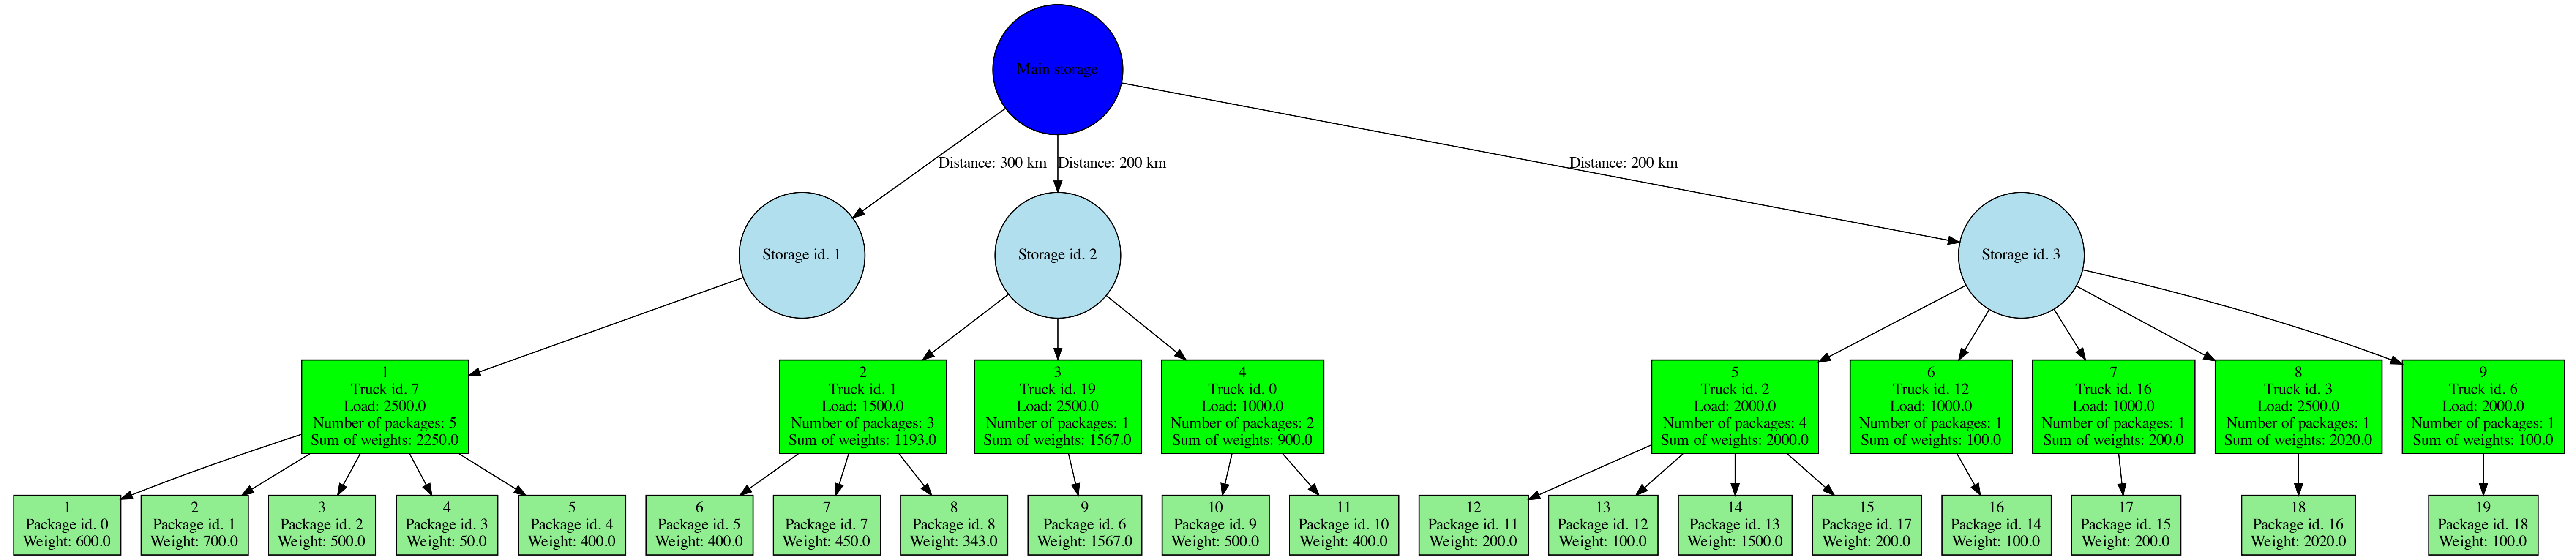 Main storage
Distance: 300 km
Distance: 200 km
Distance: 200 km
Storage id. 1
Storage id. 2
Storage id. 3
1
Truck id. 7
Load: 2500.0
Number of packages: 5
Sum of weights: 2250.0
2
Truck id. 1
Load: 1500.0
Number of packages: 3
Sum of weights: 1193.0
3
Truck id. 19
Load: 2500.0
Number of packages: 1
Sum of weights: 1567.0
4
Truck id. 0
Load: 1000.0
Number of packages: 2
Sum of weights: 900.0
5
Truck id. 2
Load: 2000.0
Number of packages: 4
Sum of weights: 2000.0
6
Truck id. 12
Load: 1000.0
Number of packages: 1
Sum of weights: 100.0
7
Truck id. 16
Load: 1000.0
Number of packages: 1
Sum of weights: 200.0
8
Truck id. 3
Load: 2500.0
Number of packages: 1
Sum of weights: 2020.0
9
Truck id. 6
Load: 2000.0
Number of packages: 1
Sum of weights: 100.0
1
Package id. 0
Weight: 600.0
2
Package id. 1
Weight: 700.0
3
Package id. 2
Weight: 500.0
4
Package id. 3
Weight: 50.0
5
Package id. 4
Weight: 400.0
6
Package id. 5
Weight: 400.0
7
Package id. 7
Weight: 450.0
8
Package id. 8
Weight: 343.0
9
Package id. 6
Weight: 1567.0
10
Package id. 9
Weight: 500.0
11
Package id. 10
Weight: 400.0
12
Package id. 11
Weight: 200.0
13
Package id. 12
Weight: 100.0
14
Package id. 13
Weight: 1500.0
15
Package id. 17
Weight: 200.0
16
Package id. 14
Weight: 100.0
17
Package id. 15
Weight: 200.0
18
Package id. 16
Weight: 2020.0
19
Package id. 18
Weight: 100.0